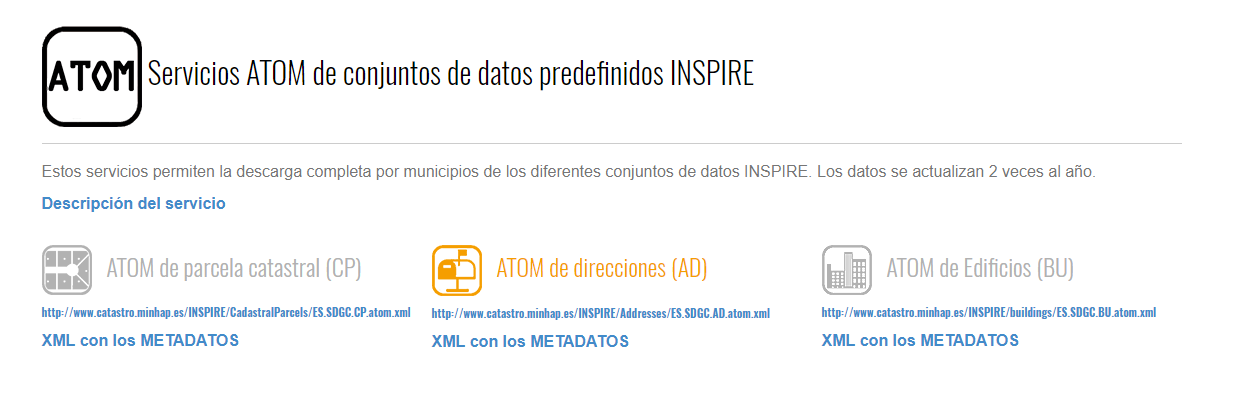 ATOM Servicios ATOM de conjuntos de datos predefinidos INSPIRE
Estos servicios permiten la descarga completa por municipios de los diferentes conjuntos de datos INSPIRE. Los datos se actualizan 2 veces al año.
Descripción del servicio
ATOM de parcela catastral (CP)
http://www.catastro.minhap.es/INSPIRE/CadastralParcels/ES.SDGC.CP.atom.xml
XML con los METADATOS
ATOM de direcciones (AD)
http://www.catastro.minhap.es/INSPIRE/Addresses/ES.SDGC.AD.atom.xml
XML con los METADATOS
ATOM de Edificios (BU)
http://www.catastro.minhap.es/INSPIRE/buildings/ES.SDGC.BU.atom.xml
XML con los METADATOS